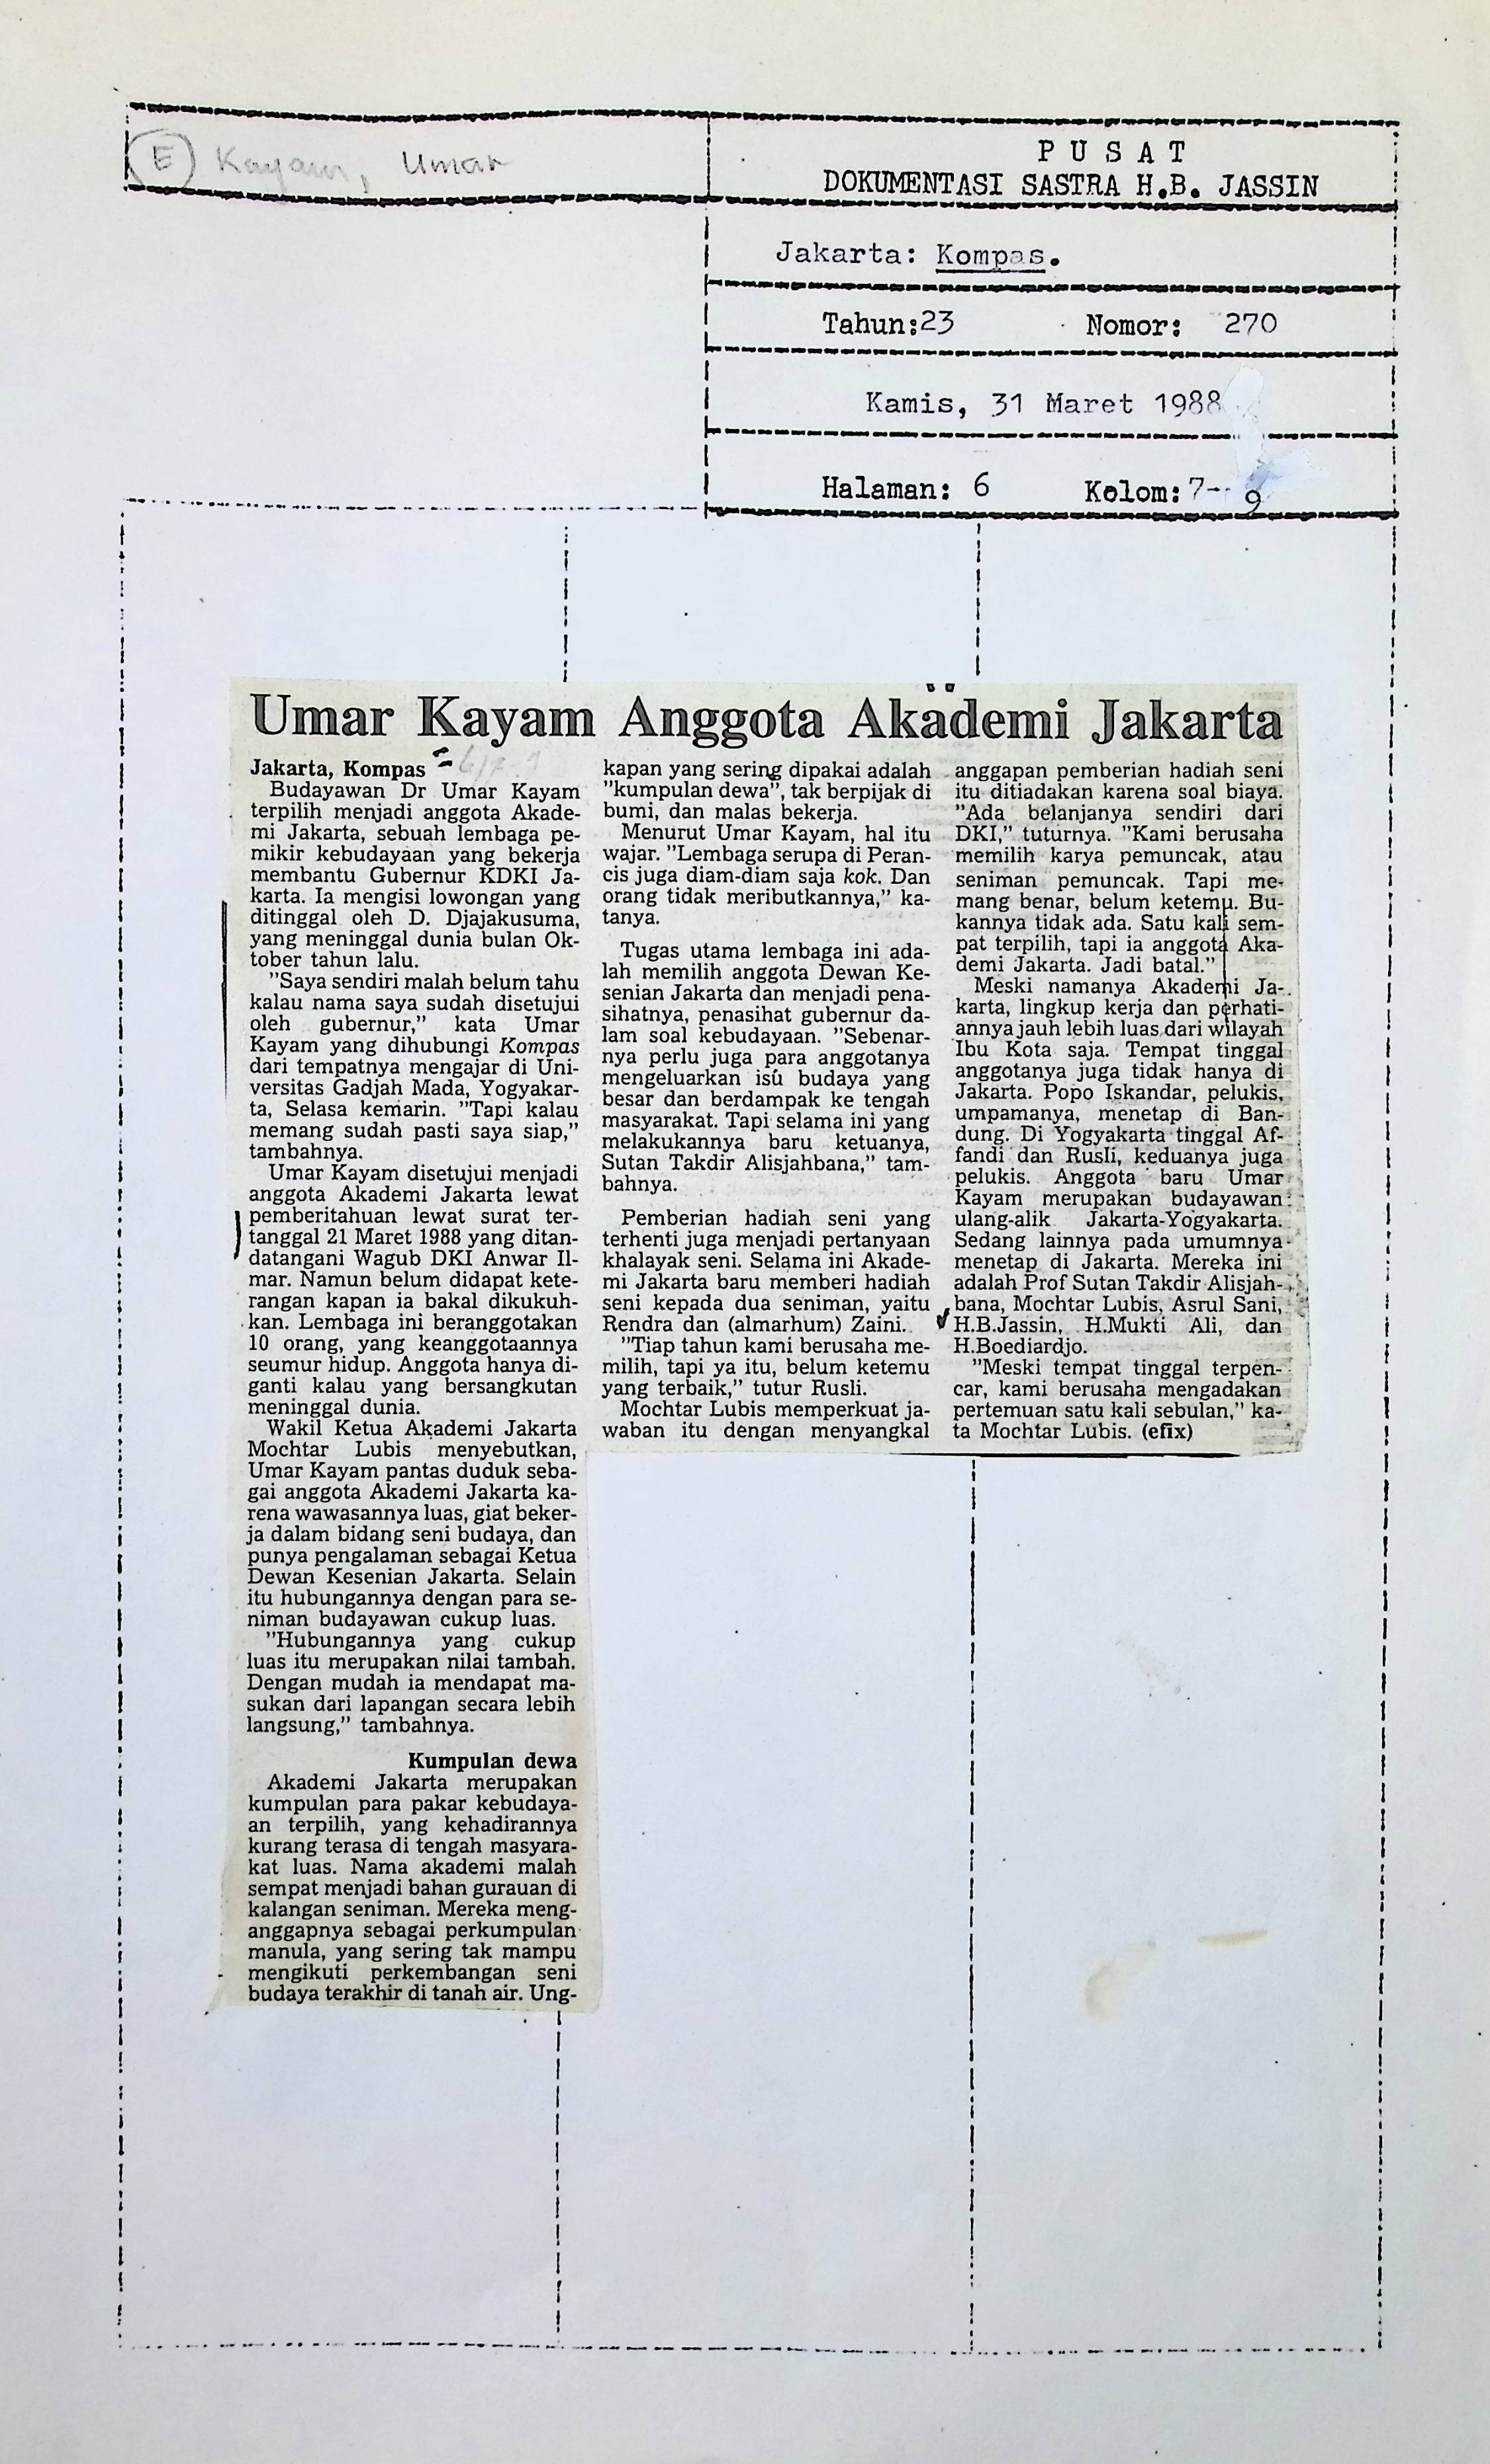 E Kayam, Umar
PUSAT
DOKUMENTASI SASTRA H.B. JASSIN
Jakarta: Kompas.
Tahun:23 Nomor: 270
Kamis, 31 Maret 1988
Halaman: 6 Kolom:7-9
Umar Kayam Anggota Akademi Jakarta
Jakarta, Kompas
Budayawan Dr Umar Kayam
terpilih menjadi anggota Akade-
mi Jakarta, sebuah lembaga pe-
mikir kebudayaan yang bekerja
membantu Gubernur KDKI Ja-
karta. Ia mengisi lowongan yang
ditinggal oleh D. Djajakusuma,
yang meninggal dunia bulan Ok-
tober tahun lalu.
"Saya sendiri malah belum tahu
kalau nama saya sudah disetujui
oleh gubernur," kata Umar
Kayam yang dihubungi Kompas
dari tempatnya mengajar di Uni-
versitas Gadjah Mada, Yogyakar-
ta, Selasa kemarin. "Tapi kalau
memang sudah pasti saya siap,"
tambahnya.
Umar Kayam disetujui menjadi
anggota Akademi Jakarta lewat
pemberitahuan lewat surat ter-
tanggal 21 Maret 1988 yang ditan-
datangani Wagub DKI Anwar Il-
mar. Namun belum didapat kete-
rangan kapan ia bakal dikukuh-
kan. Lembaga ini beranggotakan
10 orang, yang keanggotaannya
seumur hidup. Anggota hanya di-
ganti kalau yang bersangkutan
meninggal dunia.
Wakil Ketua Akademi Jakarta
Mochtar Lubis menyebutkan,
Umar Kayam pantas duduk seba-
gai anggota Akademi Jakarta ka-
rena wawasannya luas, giat beker-
ja dalam bidang seni budaya, dan
punya pengalaman sebagai Ketua
Dewan Kesenian Jakarta. Selain
itu hubungannya dengan para se-
niman budayawan cukup luas.
"Hubungannya yang cukup
luas itu merupakan nilai tambah.
Dengan mudah ia mendapat ma-
sukan dari lapangan secara lebih
langsung," tambahnya.
Kumpulan dewa
Akademi Jakarta merupakan
kumpulan para pakar kebudaya-
an terpilih, yang kehadirannya
kurang terasa di tengah masyara-
kat luas. Nama akademi malah
sempat menjadi bahan gurauan di
kalangan seniman. Mereka meng-
anggapnya sebagai perkumpulan
manula, yang sering tak mampu
mengikuti perkembangan seni
budaya terakhir di tanah air. Ung-
kapan yang sering dipakai adalah
"kumpulan dewa", tak berpijak di
bumi, dan malas bekerja.
Menurut Umar Kayam, hal itu
wajar. "Lembaga serupa di Peran-
cis juga diam-diam saja kok. Dan
orang tidak meributkannya," ka-
tanya.
Tugas utama lembaga ini ada-
lah memilih anggota Dewan Ke-
senian Jakarta dan menjadi pena-
sihatnya, penasihat gubernur da-
lam soal kebudayaan. "Sebenar-
nya perlu juga para anggotanya
mengeluarkan isu budaya yang
besar dan berdampak ke tengah
masyarakat. Tapi selama ini yang
melakukannya baru ketuanya,
Sutan Takdir Alisjahbana," tam-
bahnya.
Pemberian hadiah seni yang
terhenti juga menjadi pertanyaan
khalayak seni. Selama ini Akade-
mi Jakarta baru memberi hadiah
seni kepada dua seniman, yaitu
Rendra dan (almarhum) Zaini.
"Tiap tahun kami berusaha me-
milih, tapi ya itu, belum ketemu
yang terbaik," tutur Rusli.
Mochtar Lubis memperkuat ja-
waban itu dengan menyangkal
anggapan pemberian hadiah seni
itu ditiadakan karena soal biaya.
"Ada belanjanya sendiri dari
DKI," tuturnya. "Kami berusaha
memilih karya pemuncak, atau
seniman pemuncak. Tapi me-
mang benar, belum ketemu. Bu-
kannya tidak ada. Satu kali sem-
pat terpilih, tapi ia anggota Aka-
demi Jakarta. Jadi batal."
Meski namanya Akademi Ja-
karta, lingkup kerja dan perhati-
annya jauh lebih luas dari wilayah
Ibu Kota saja. Tempat tinggal
anggotanya juga tidak hanya di
Jakarta. Popo Iskandar, pelukis,
umpamanya, menetap di Ban-
dung. Di Yogyakarta tinggal Af-
fandi dan Rusli, keduanya juga
pelukis. Anggota baru Umar
Kayam merupakan budayawan
ulang-alik Jakarta-Yogyakarta.
Sedang lainnya pada umumnya
menetap di Jakarta. Mereka ini
adalah Prof Sutan Takdir Alisjah-
bana, Mochtar Lubis, Asrul Sani,
H.B.Jassin, H.Mukti Ali, dan
H.Boediardjo.
"Meski tempat tinggal terpen-
car, kami berusaha mengadakan
pertemuan satu kali sebulan," ka-
ta Mochtar Lubis. (efix)